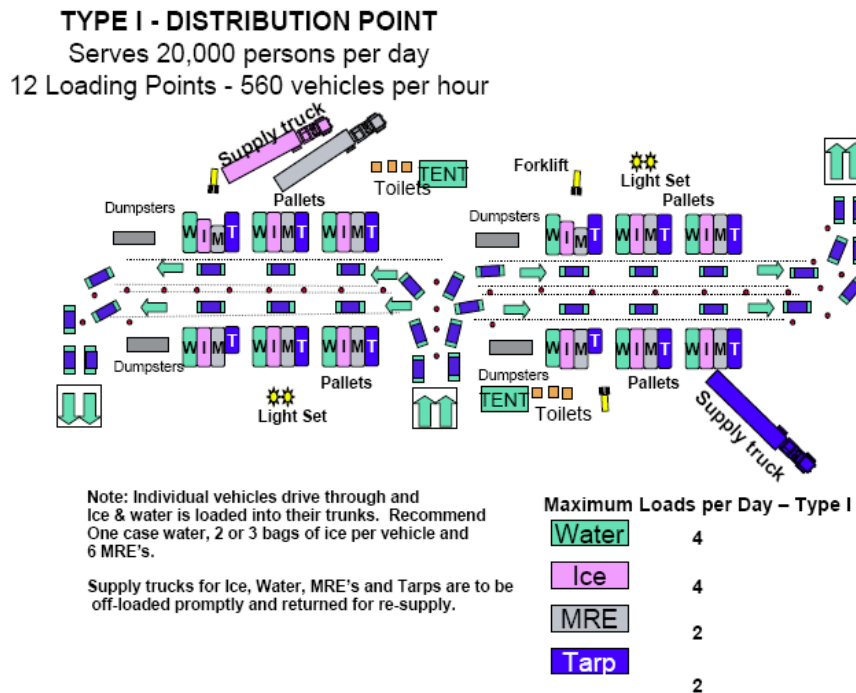 TYPE I - DISTRIBUTION POINT
Serves 20,000 persons per day
12 Loading Points - 560 vehicles per hour
Supply truck
Toilets
TENT
Forklift
Light Set
Pallets
Pallets
Dumpsters
Dumpsters
W I M T
W I M T
W I M T
W I M T
W I M T
W I M T
W I M T
W I M T
W I M T
W I M T
W I M T
W I M T
Dumpsters
Dumpsters
Pallets
Pallets
Light Set
TENT
Toilets
Supply truck
Note: Individual vehicles drive through and
Ice & water is loaded into their trunks. Recommend
One case water, 2 or 3 bags of ice per vehicle and
6 MRE's.
Supply trucks for Ice, Water, MRE's and Tarps are to be
off-loaded promptly and returned for re-supply.
Maximum Loads per Day – Type I
Water 4
Ice 4
MRE 2
Tarp 2